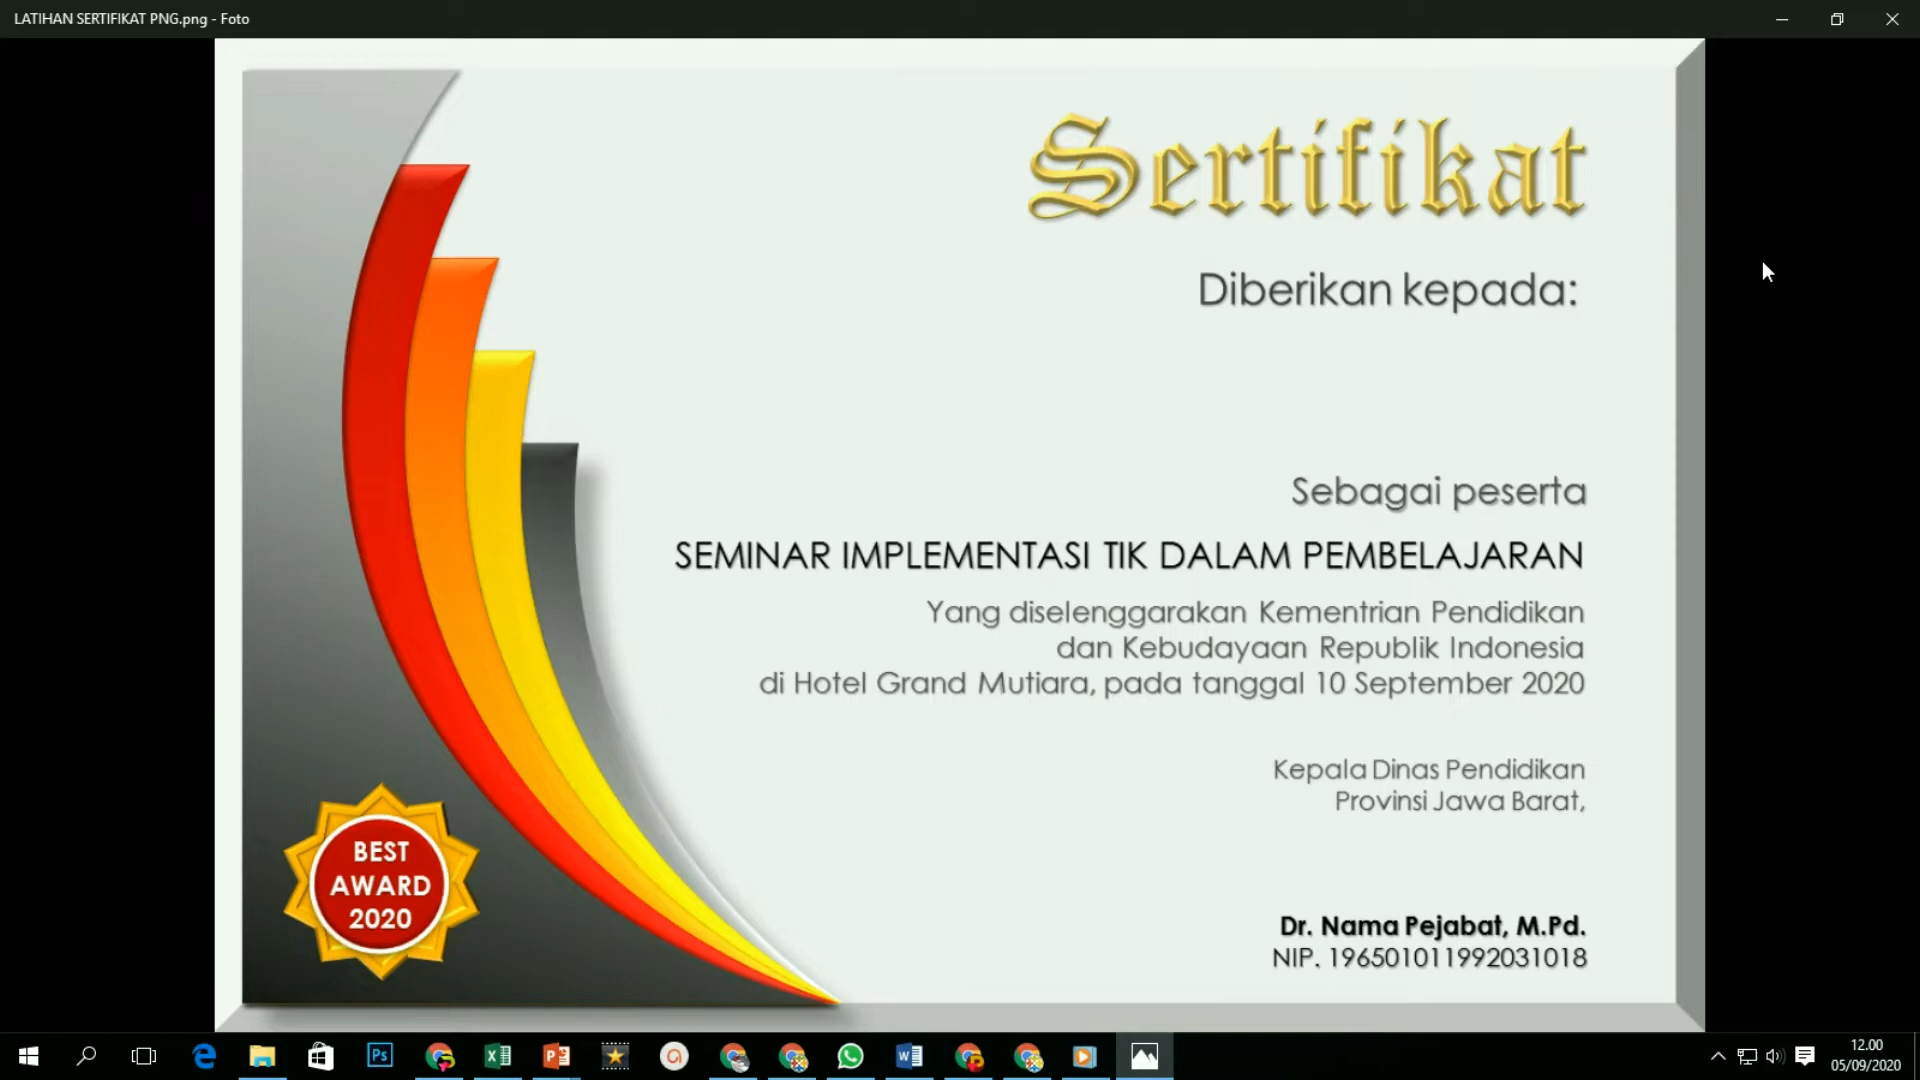 LATIHAN SERTIFIKAT PNG.png - Foto
Sertifikat
Diberikan kepada:
Sebagai peserta
SEMINAR IMPLEMENTASI TIK DALAM PEMBELAJARAN
Yang diselenggarakan Kementrian Pendidikan
dan Kebudayaan Republik Indonesia
di Hotel Grand Mutiara, pada tanggal 10 September 2020
Kepala Dinas Pendidikan
Provinsi Jawa Barat,
Dr. Nama Pejabat, M.Pd.
NIP. 196501011992031018
BEST
AWARD
2020
Ps
12.00
05/09/2020